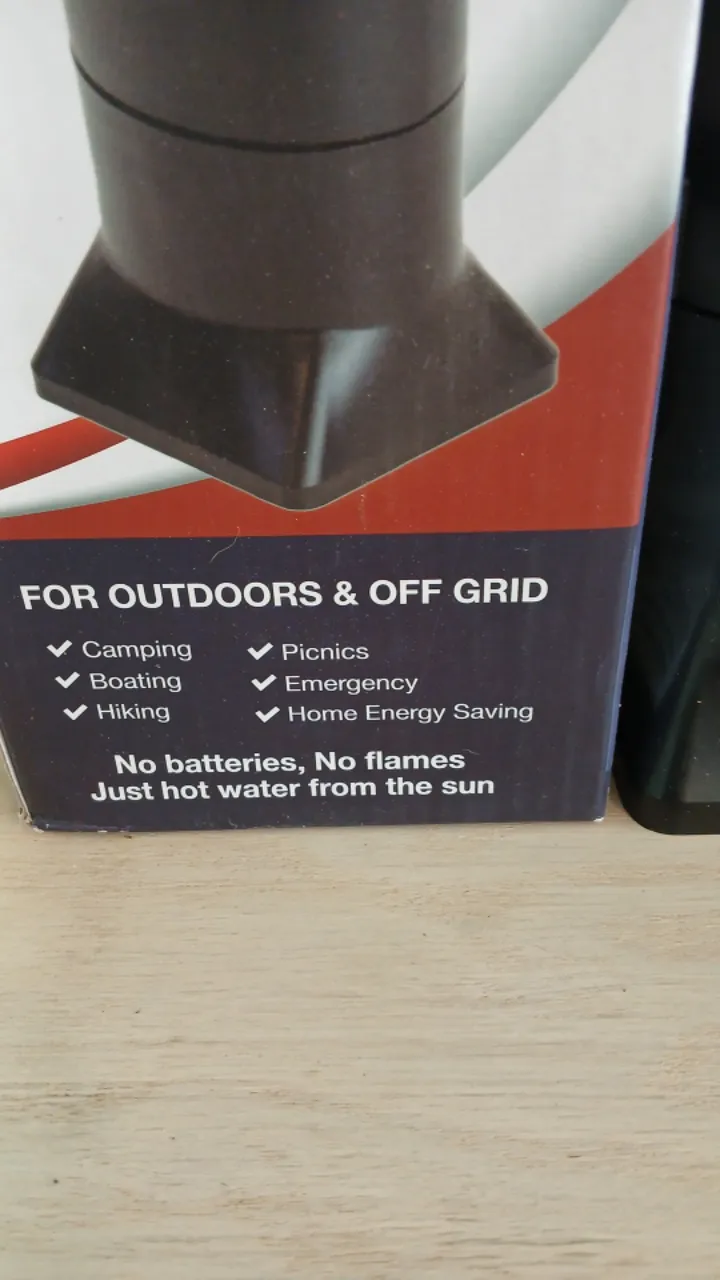 FOR OUTDOORS & OFF GRID
Camping
Picnics
Boating
Emergency
Hiking
Home Energy Saving
No batteries, No flames
Just hot water from the sun